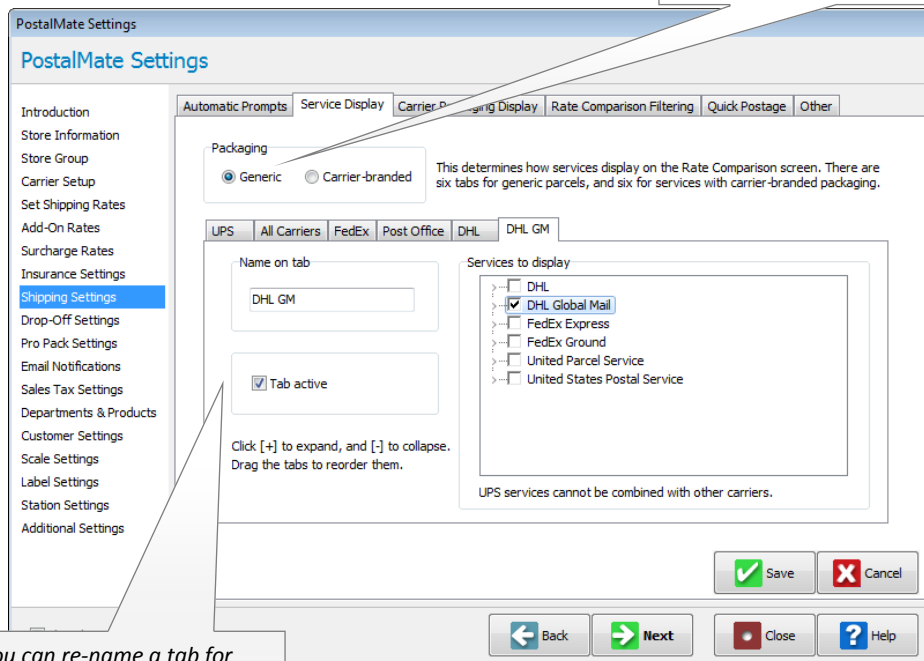 PostalMate Settings
PostalMate Settings
Introduction
Store Information
Store Group
Carrier Setup
Set Shipping Rates
Add-On Rates
Surcharge Rates
Insurance Settings
Shipping Settings
Drop-Off Settings
Pro Pack Settings
Email Notifications
Sales Tax Settings
Departments & Products
Customer Settings
Scale Settings
Label Settings
Station Settings
Additional Settings
Automatic Prompts Service Display Carrier Display Rate Comparison Filtering Quick Postage Other
Packaging
Generic Carrier-branded
This determines how services display on the Rate Comparison screen. There are
six tabs for generic parcels, and six for services with carrier-branded packaging.
UPS All Carriers FedEx Post Office DHL DHL GM
Name on tab
DHL GM
Tab active
Click [+] to expand, and [-] to collapse.
Drag the tabs to reorder them.
Services to display
DHL
DHL Global Mail
FedEx Express
FedEx Ground
United Parcel Service
United States Postal Service
UPS services cannot be combined with other carriers.
Save Cancel
Back Next Close Help
can re-name a tab for